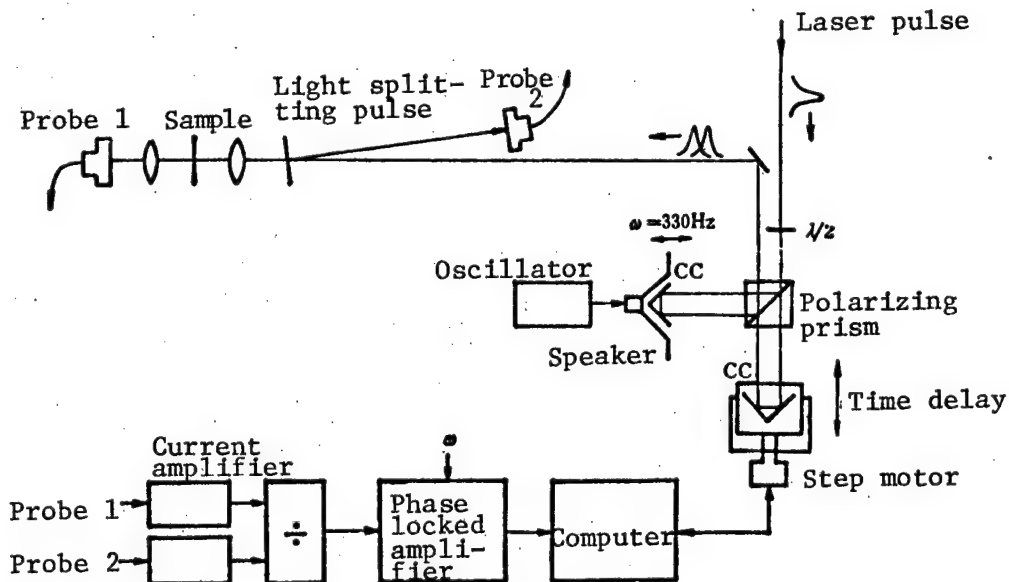 Laser pulse
Light split-
ting pulse
Probe
2
Probe 1
Sample
ω=330Hz
λ/2
CC
Oscillator
Polarizing
prism
Speaker
CC
Time delay
Step motor
Current
amplifier
ω
Probe 1
Probe 2
÷
Phase
locked
ampli-
fier
Computer